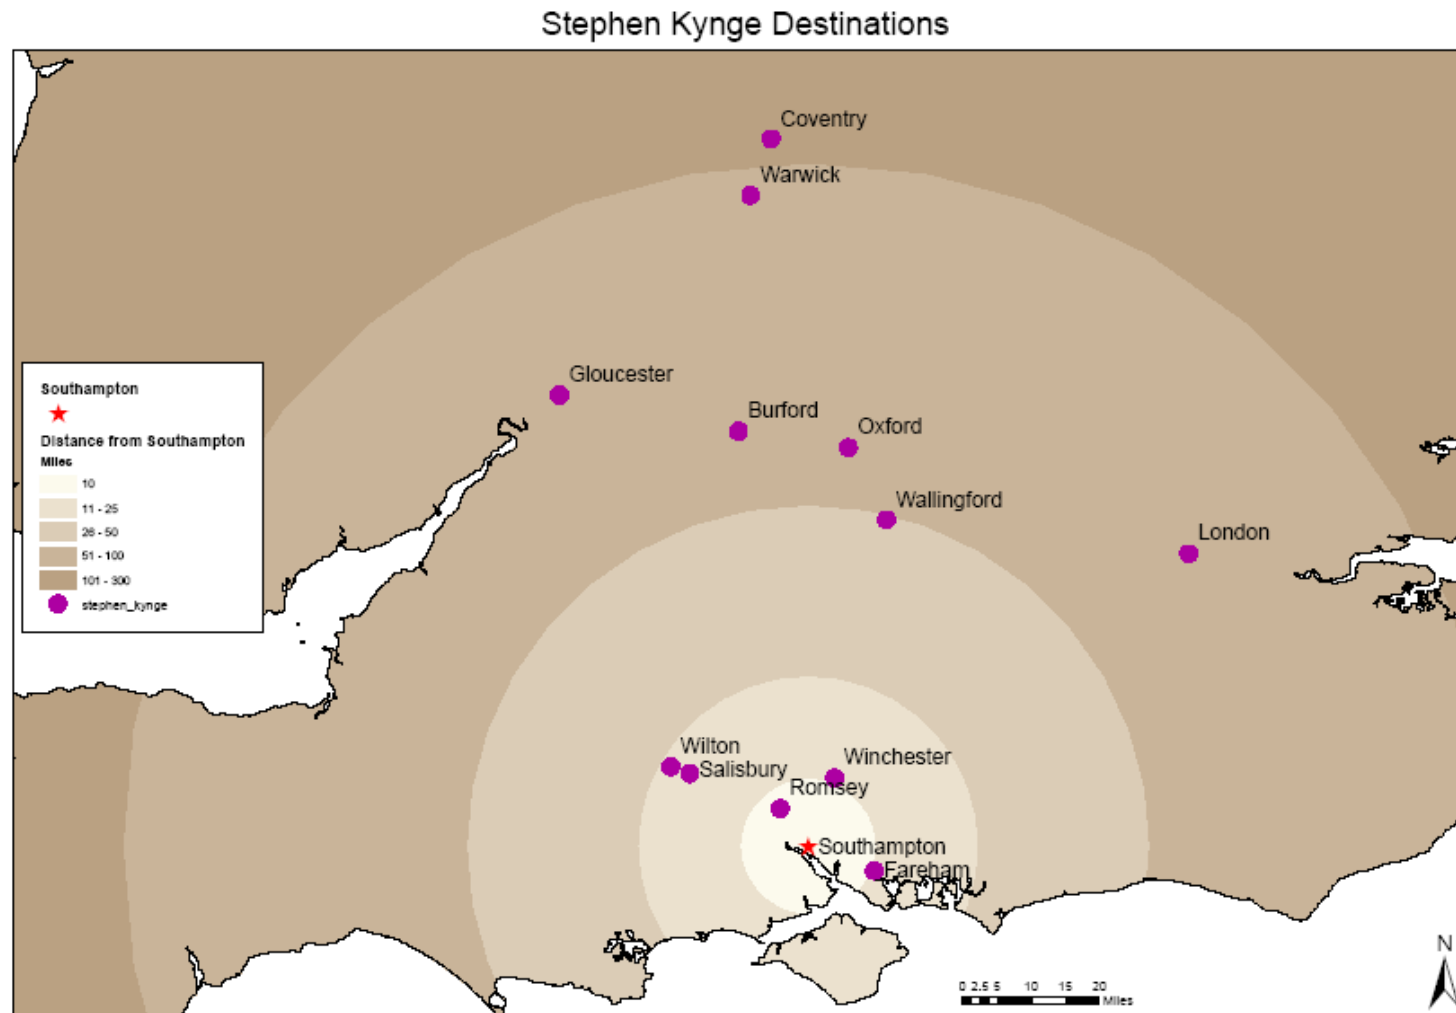 Stephen Kynge Destinations
Coventry
Warwick
Gloucester
Burford
Oxford
Wallingford
London
Southampton
Distance from Southampton
Miles
10
11 - 25
26 - 50
51 - 100
101 - 300
stephen_kynge
Wilton
Salisbury
Winchester
Romsey
Southampton
Fareham
N
0 2.5 5 10 15 20
Miles